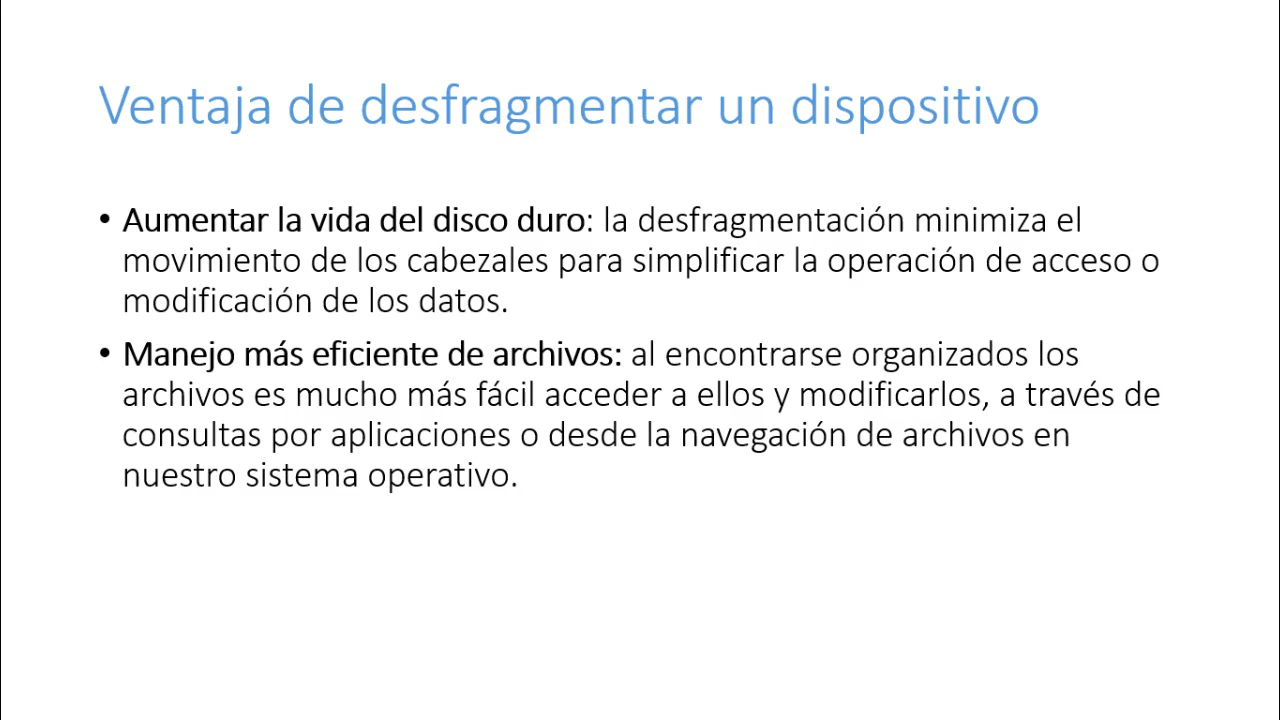 Ventaja de desfragmentar un dispositivo
• Aumentar la vida del disco duro: la desfragmentación minimiza el
movimiento de los cabezales para simplificar la operación de acceso o
modificación de los datos.
• Manejo más eficiente de archivos: al encontrarse organizados los
archivos es mucho más fácil acceder a ellos y modificarlos, a través de
consultas por aplicaciones o desde la navegación de archivos en
nuestro sistema operativo.